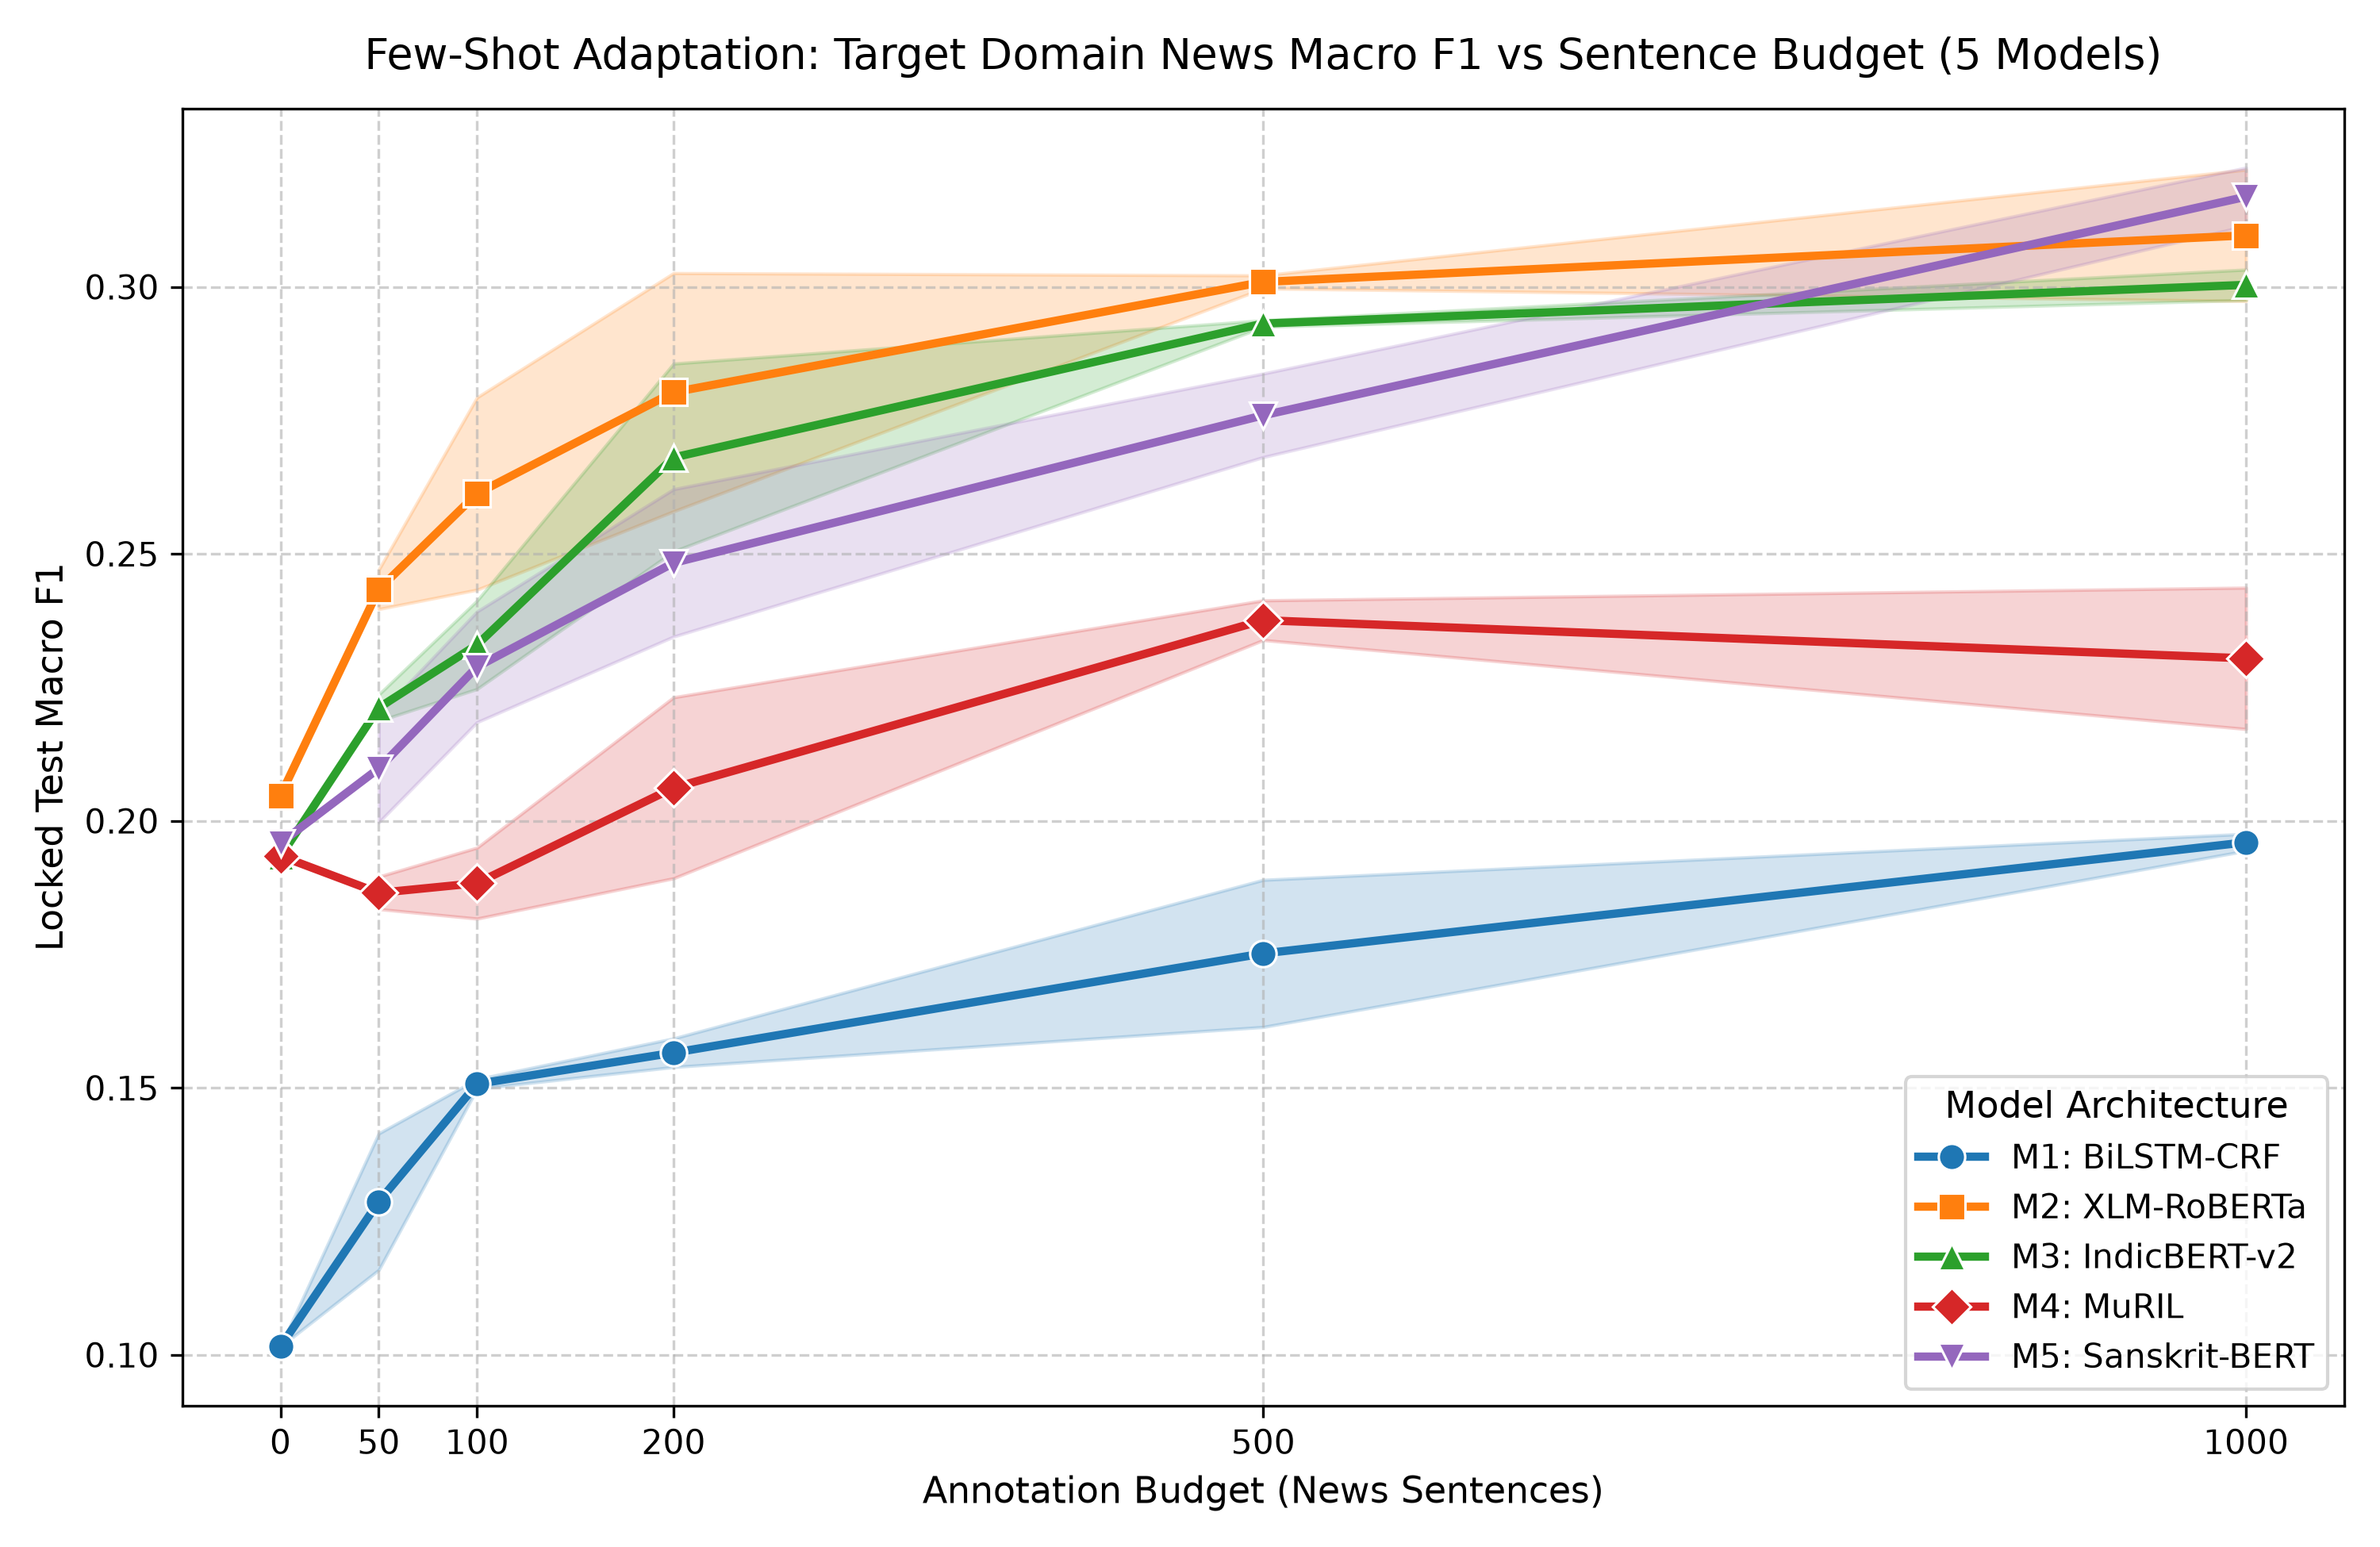 Few-Shot Adaptation: Target Domain News Macro F1 vs Sentence Budget (5 Models)
Locked Test Macro F1
0.30
0.25
0.20
0.15
0.10
0 50 100 200 500 1000
Annotation Budget (News Sentences)
Model Architecture
M1: BiLSTM-CRF
M2: XLM-RoBERTa
M3: IndicBERT-v2
M4: MuRIL
M5: Sanskrit-BERT